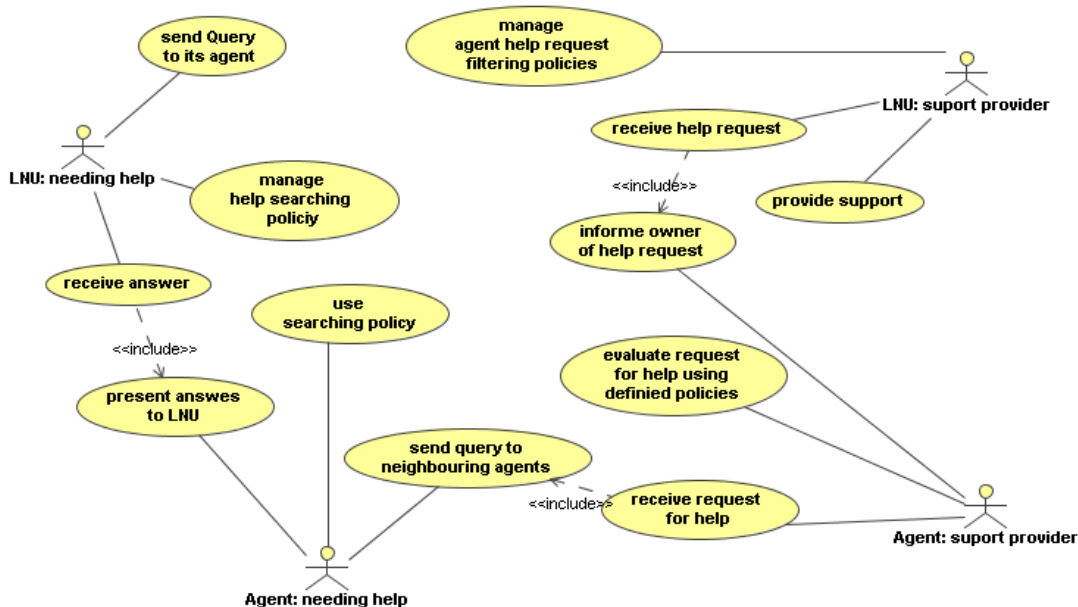 send Query
to its agent
manage
agent help request
filtering policies
LNU: suport provider
receive help request
LNU: needing help
manage
help searching
policiy
<<include>>
provide support
informe owner
of help request
receive answer
use
searching policy
<<include>>
evaluate request
for help using
definied policies
present answes
to LNU
send query to
neighbouring agents
<<include>>
receive request
for help
Agent: suport provider
Agent: needing help